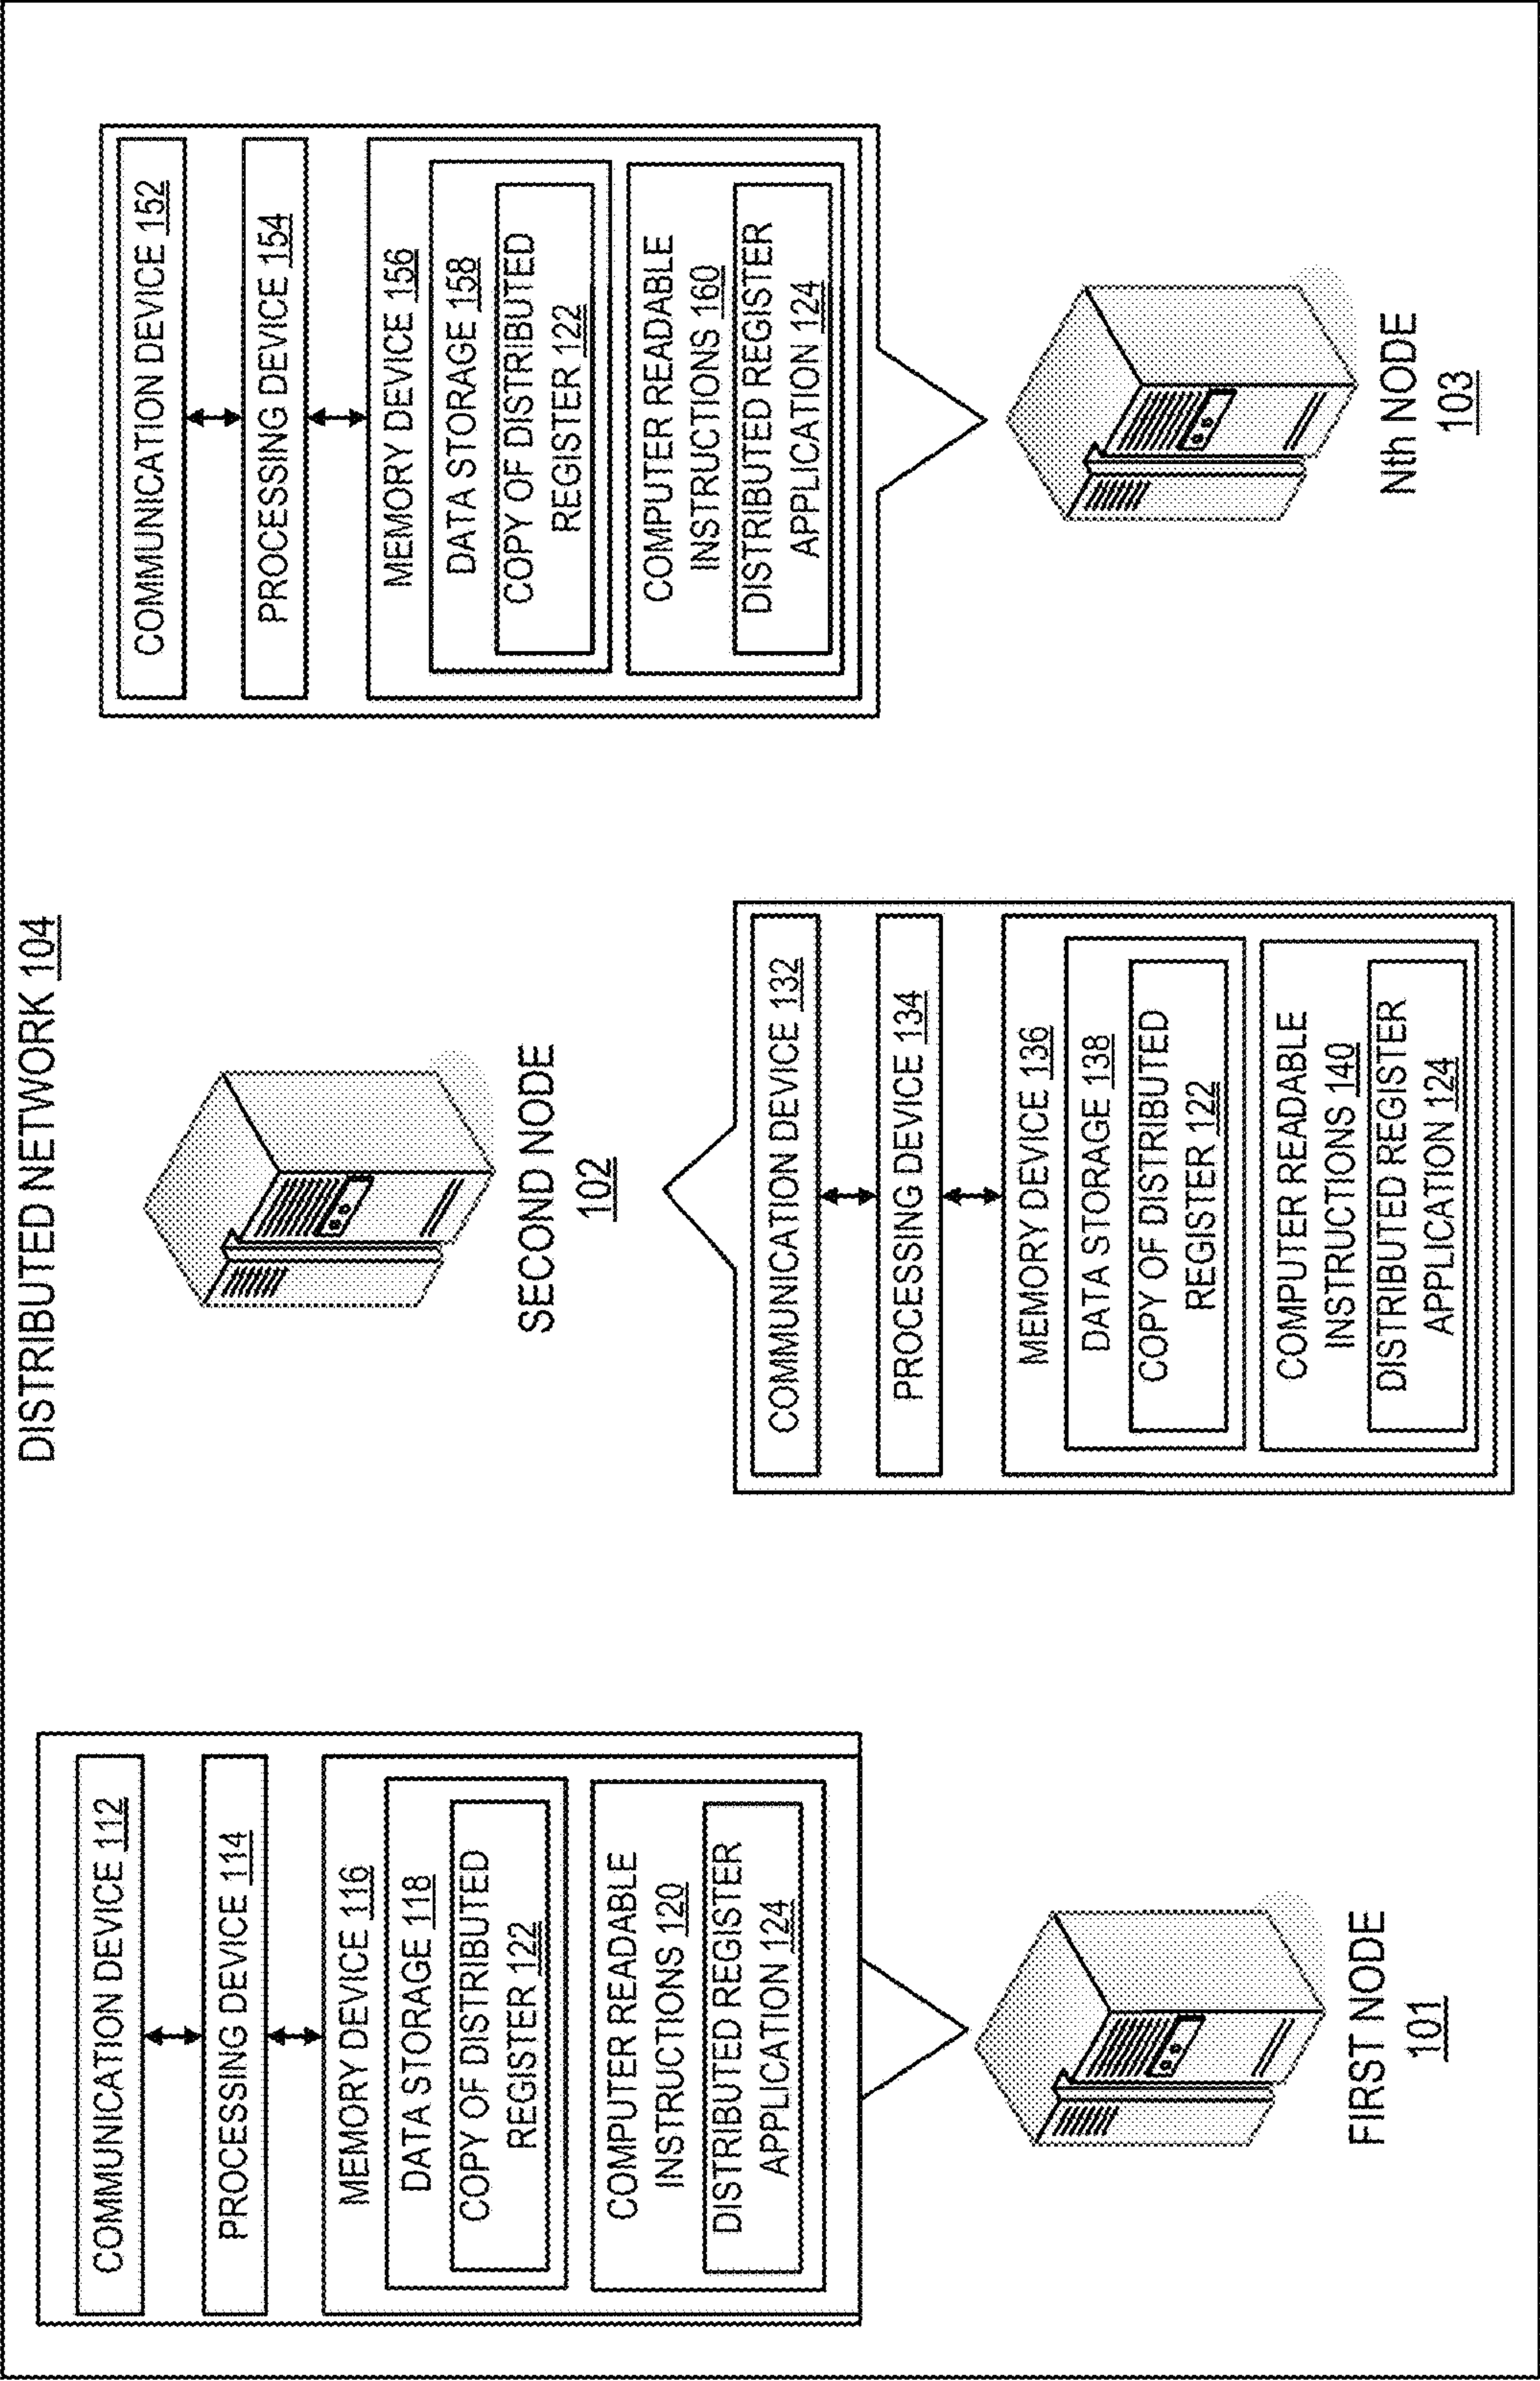 DISTRIBUTED NETWORK 104
COMMUNICATION DEVICE 112
PROCESSING DEVICE 114
MEMORY DEVICE 116
DATA STORAGE 118
COPY OF DISTRIBUTED
REGISTER 122
COMPUTER READABLE
INSTRUCTIONS 120
DISTRIBUTED REGISTER
APPLICATION 124
FIRST NODE
101
SECOND NODE
102
COMMUNICATION DEVICE 132
PROCESSING DEVICE 134
MEMORY DEVICE 136
DATA STORAGE 138
COPY OF DISTRIBUTED
REGISTER 122
COMPUTER READABLE
INSTRUCTIONS 140
DISTRIBUTED REGISTER
APPLICATION 124
COMMUNICATION DEVICE 152
PROCESSING DEVICE 154
MEMORY DEVICE 156
DATA STORAGE 158
COPY OF DISTRIBUTED
REGISTER 122
COMPUTER READABLE
INSTRUCTIONS 160
DISTRIBUTED REGISTER
APPLICATION 124
Nth NODE
103